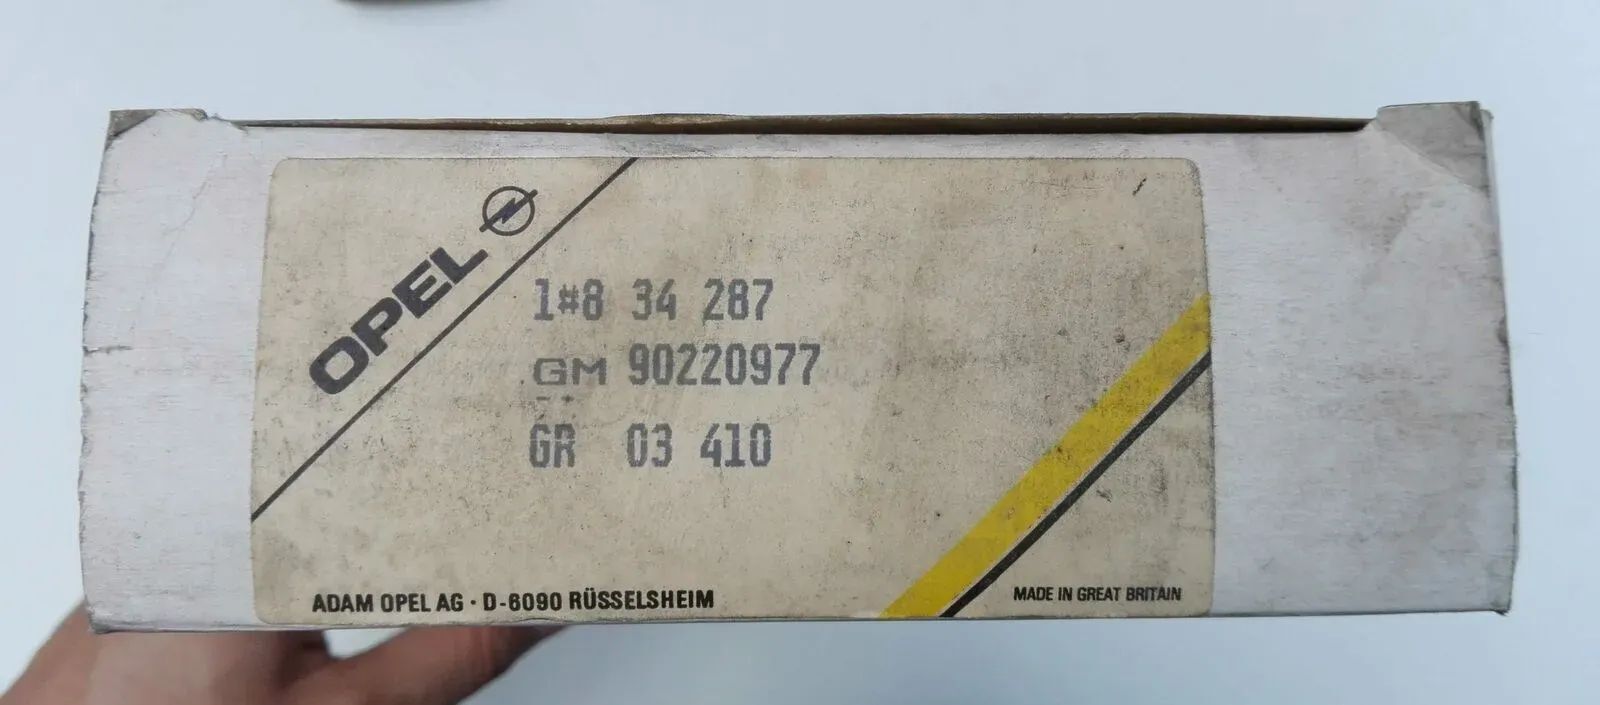 OPEL
1#8 34 287
GM 90220977
GR 03 410
ADAM OPEL AG · D-6090 RÜSSELSHEIM
MADE IN GREAT BRITAIN